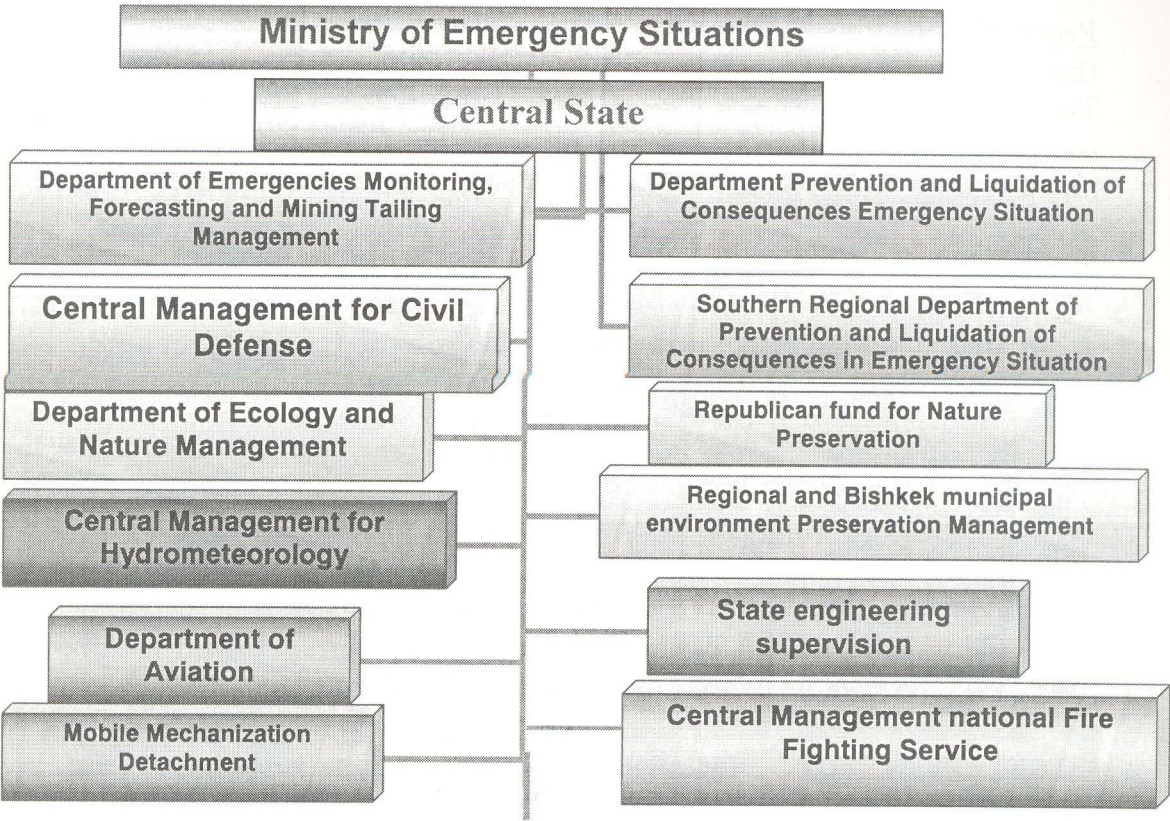 Ministry of Emergency Situations
Central State
Department of Emergencies Monitoring,
Forecasting and Mining Tailing
Management
Department Prevention and Liquidation of
Consequences Emergency Situation
Central Management for Civil
Defense
Southern Regional Department of
Prevention and Liquidation of
Consequences in Emergency Situation
Department of Ecology and
Nature Management
Republican fund for Nature
Preservation
Central Management for
Hydrometeorology
Regional and Bishkek municipal
environment Preservation Management
Department of
Aviation
State engineering
supervision
Mobile Mechanization
Detachment
Central Management national Fire
Fighting Service